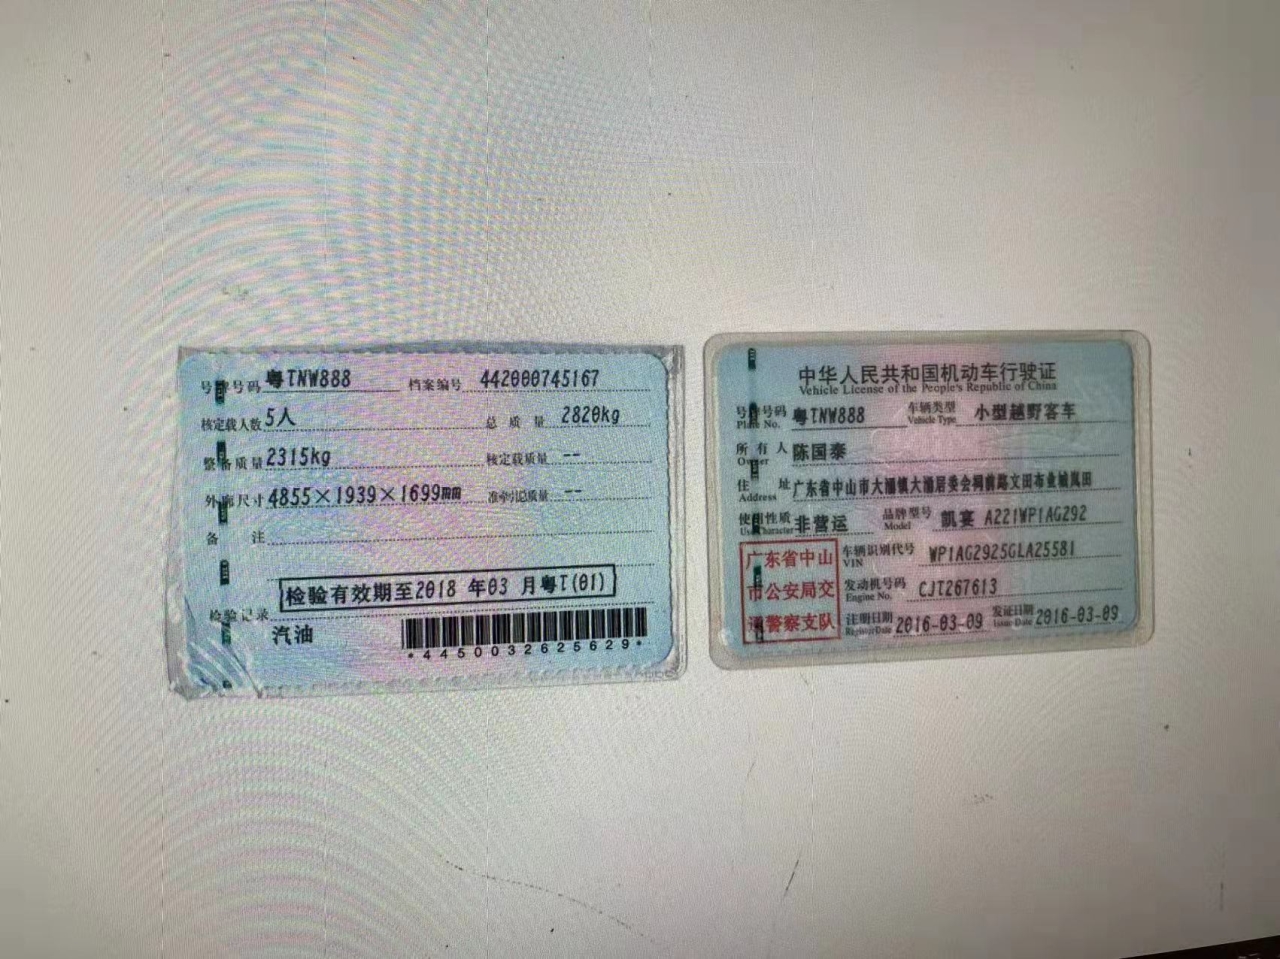 号牌号码 粤TNW888 档案编号 442000745167
核定载人数 5人 总质量 2820kg
整备质量 2315kg 核定载质量 --
外廓尺寸 4855×1939×1699mm 准牵引总质量 --
备注
检验有效期至2018 年03 月粤T(01)
检验记录
汽油
*4450032625629*
中华人民共和国机动车行驶证
Vehicle License of the People's Republic of China
号牌号码 粤TNW888 车辆类型 小型越野客车
Plate No. Vehicle Type
所有人 陈国泰
Owner
住址 广东省中山市大涌镇大涌居委会
Address
使用性质 非营运 品牌型号 凯宴 A221WP1AG292
Use Character Model
广东省中山
市公安局交
通警察支队
车辆识别代号 WP1AG2925GLA25581
VIN
发动机号码 CJT267613
Engine No.
注册日期 2016-03-09 发证日期 2016-03-09
Register Date Issue Date